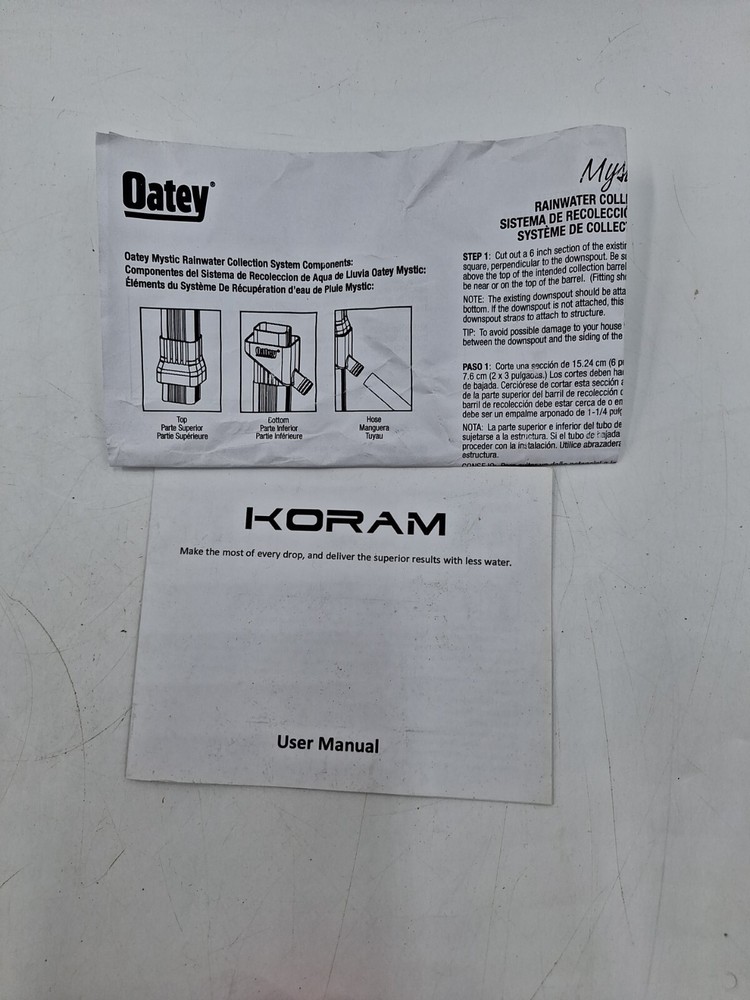 Oatey®
Oatey Mystic Rainwater Collection System Components:
Componentes del Sistema de Recoleccion de Aqua de Lluvia Oatey Mystic:
Éléments du Système De Récupération d'eau de Pluie Mystic:
Oatey
Top
Parte Superior
Partie Supérieure
Bottom
Parte Inferior
Partie Inférieure
Hose
Manguera
Tuyau
RAINWATER COLL
SISTEMA DE RECOLECCI
SYSTÈME DE COLLEC
STEP 1: Cut out a 6 inch section of the existin
square, perpendicular to the downspout. Be s
above the top of the intended collection barrel
be near or on the top of the barrel. (Fitting sh
NOTE: The existing downspout should be atta
bottom. If the downspout is not attached, this
downspout straps to attach to structure.
TIP: To avoid possible damage to your house
between the downspout and the siding of the
PASO 1: Corte una sección de 15.24 cm (6 p
7.6 cm (2 x 3 pulgadas.) Los cortes deben ha
de bajada. Cerciórese de cortar esta sección a
de la parte superior del barril de recolección
barril de recolección debe estar cerca de o en
debe ser un empalme arponado de 1-1/4 pul
NOTA: La parte superior e inferior del tubo de
sujetarse a la estructura. Si el tubo de bajada
proceder con la instalación. Utilice abrazader
estructura.
KORAM
Make the most of every drop, and deliver the superior results with less water.
User Manual